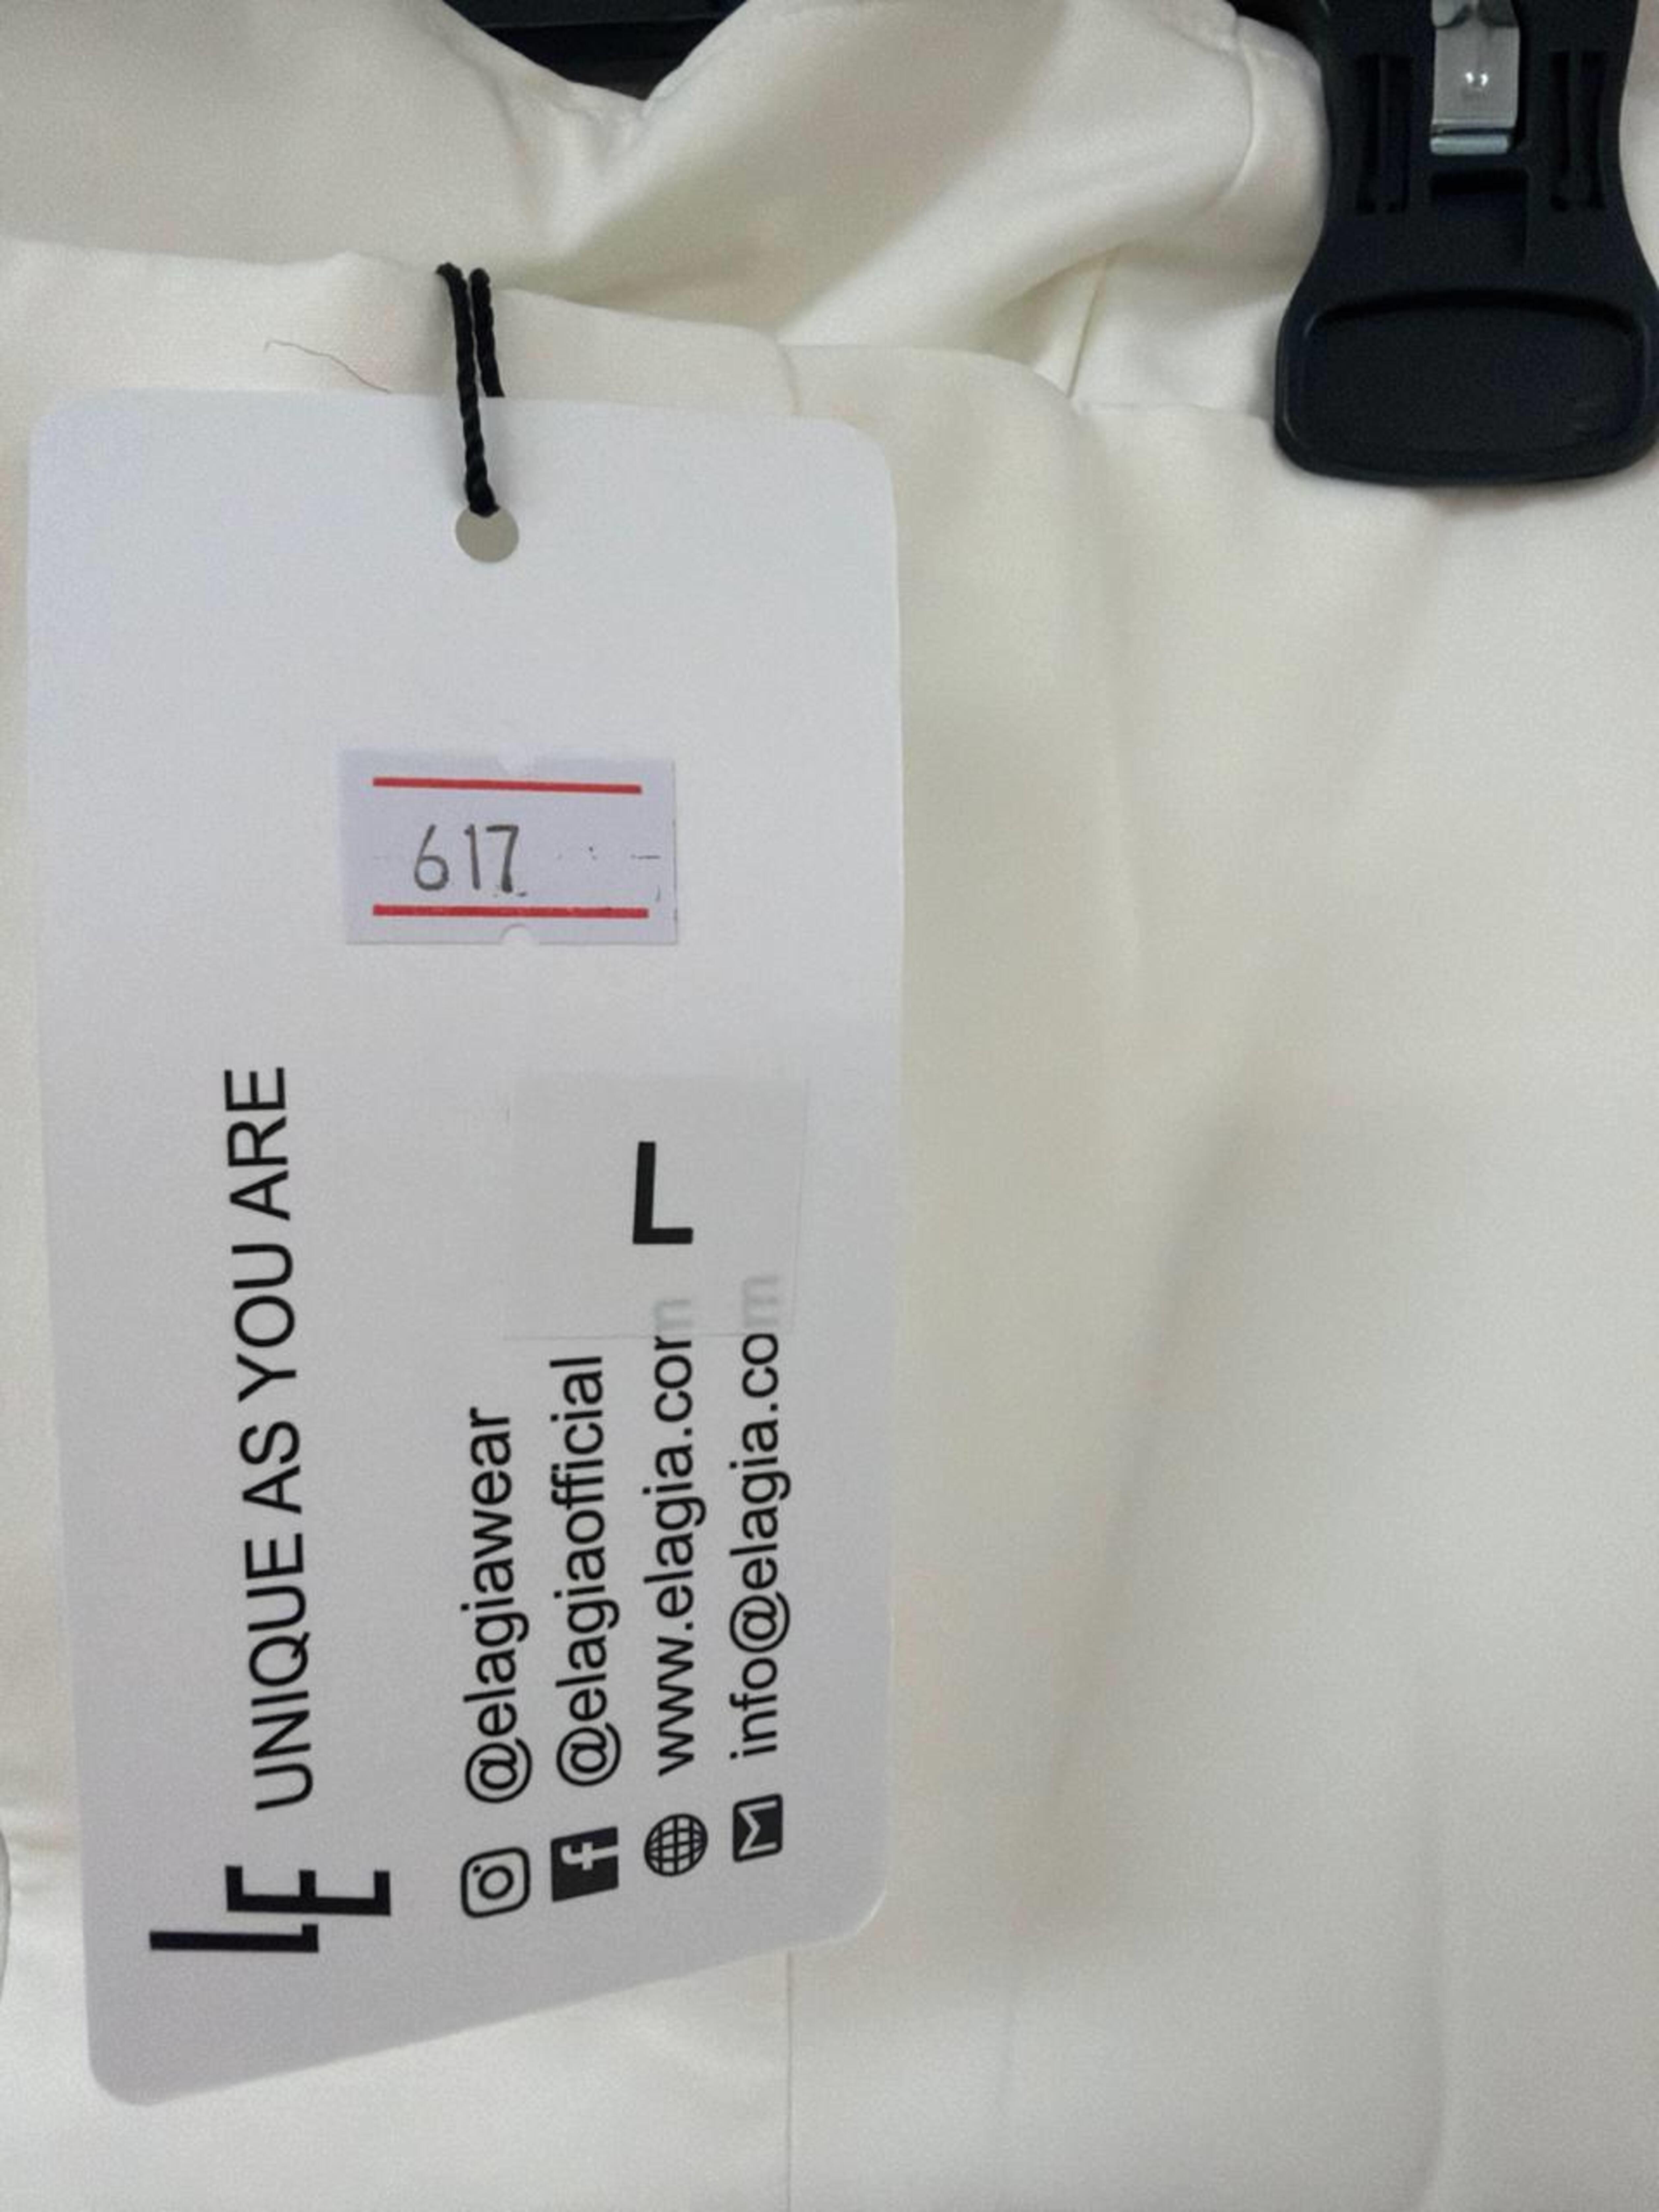 617
UNIQUE AS YOU ARE
@elagiawear
@elagiaofficial
www.elagia.com
info@elagia.com
L